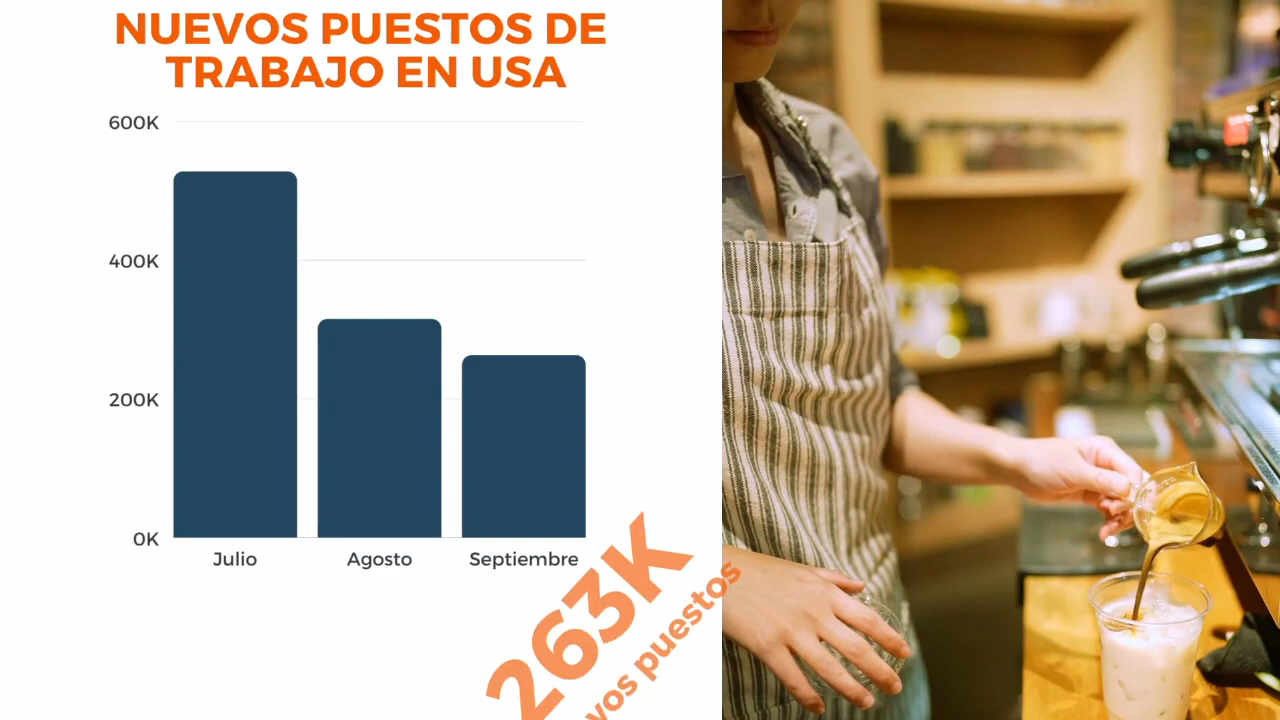 NUEVOS PUESTOS DE
TRABAJO EN USA
600K
400K
200K
0K
Julio
Agosto
Septiembre
263K
puestos